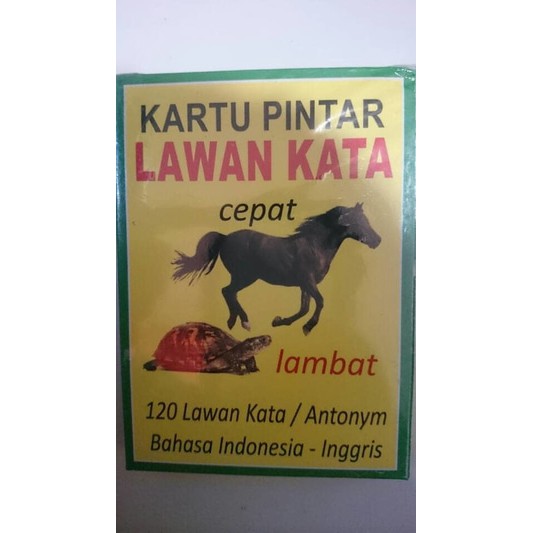 KARTU PINTAR
LAWAN KATA
cepat
lambat
120 Lawan Kata / Antonym
Bahasa Indonesia - Inggris